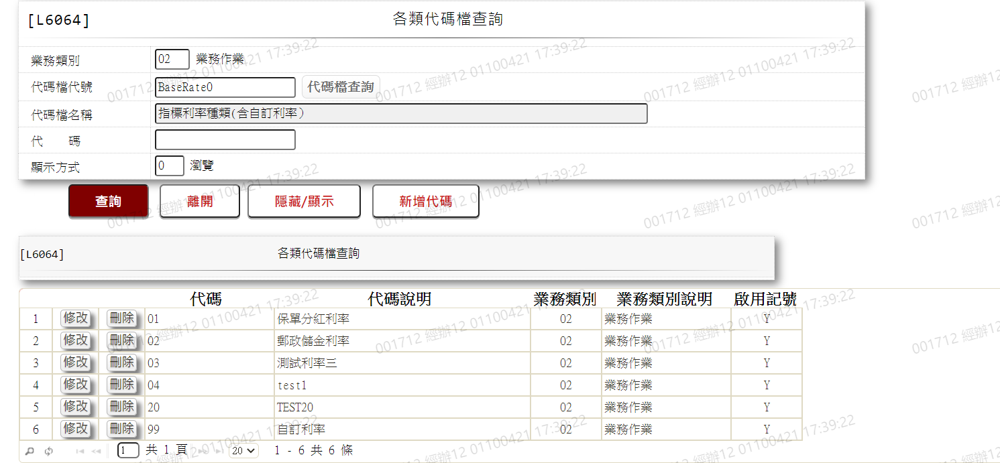 [L6064] 各類代碼檔查詢
業務類別 02 業務作業
代碼檔代號 BaseRateO 代碼檔查詢
代碼檔名稱 指標利率種類(含自訂利率)
代 碼
顯示方式 0 瀏覽
查詢 離開 隱藏/顯示 新增代碼
[L6064] 各類代碼檔查詢
代碼 代碼說明 業務類別 業務類別說明 啟用記號
1 修改 刪除 01 保單分紅利率 02 業務作業 Y
2 修改 刪除 02 郵政儲金利率 02 業務作業 Y
3 修改 刪除 03 測試利率三 02 業務作業 Y
4 修改 刪除 04 test1 02 業務作業 Y
5 修改 刪除 20 TEST20 02 業務作業 Y
6 修改 刪除 99 自訂利率 02 業務作業 Y
1 共 1 頁 20 1 - 6 共 6 條
001712 經辦12 01100421 17:39:22